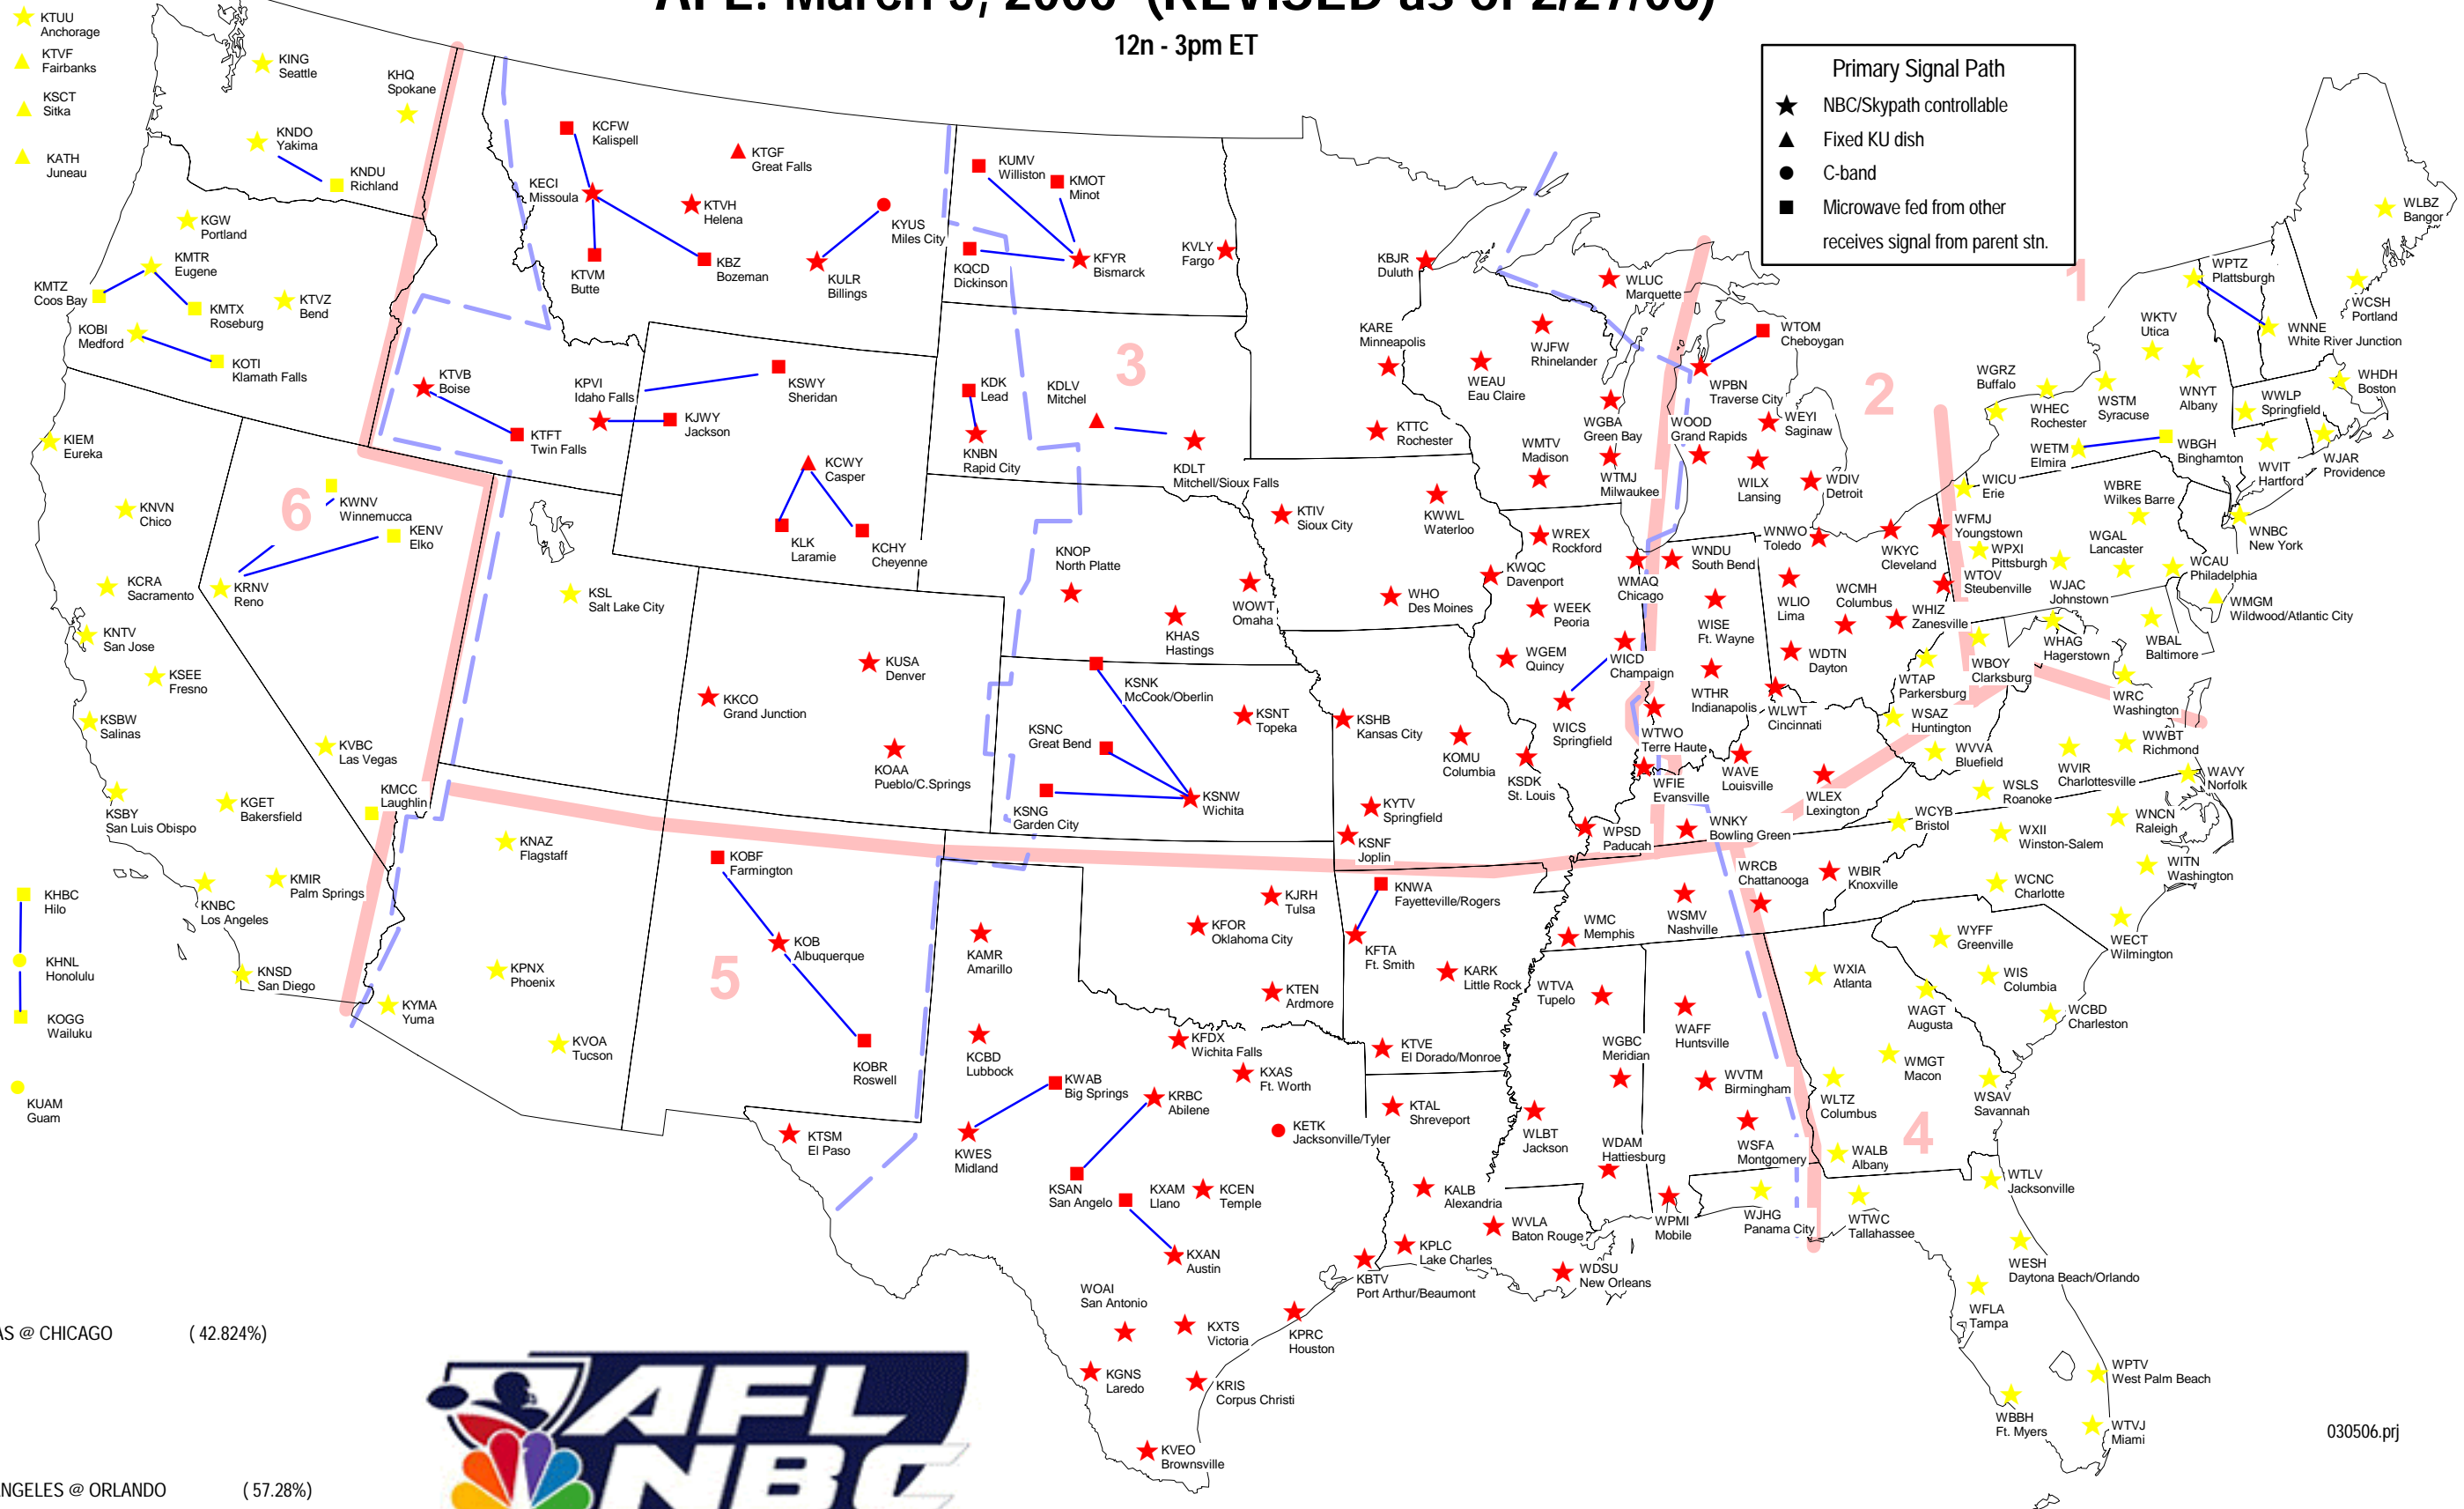 12n - 3pm ET
Primary Signal Path
NBC/Skypath controllable
Fixed KU dish
C-band
Microwave fed from other
receives signal from parent stn.
KTUU
Anchorage
KTVF
Fairbanks
KSCT
Sitka
KATH
Juneau
KING
Seattle
KHQ
Spokane
KNDO
Yakima
KNDU
Richland
KGW
Portland
KMTR
Eugene
KMTZ
Coos Bay
KMTX
Roseburg
KTVZ
Bend
KOBI
Medford
KOTI
Klamath Falls
KIEM
Eureka
KNVN
Chico
KCRA
Sacramento
KNTV
San Jose
KSEE
Fresno
KSBW
Salinas
KSBY
San Luis Obispo
KGET
Bakersfield
KNBC
Los Angeles
KMIR
Palm Springs
KNSD
San Diego
6
KWNV
Winnemucca
KENV
Elko
KRNV
Reno
KVBC
Las Vegas
KMCC
Laughlin
KHBC
Hilo
KHNL
Honolulu
KOGG
Wailuku
KUAM
Guam
KCFW
Kalispell
KECI
Missoula
KTGF
Great Falls
KTVH
Helena
KTVM
Butte
KBZ
Bozeman
KYUS
Miles City
KULR
Billings
KTVB
Boise
KTFT
Twin Falls
KPVI
Idaho Falls
KJWY
Jackson
KSWY
Sheridan
KCWY
Casper
KLK
Laramie
KCHY
Cheyenne
KSL
Salt Lake City
KUSA
Denver
KKCO
Grand Junction
KOAA
Pueblo/C.Springs
KNAZ
Flagstaff
KPNX
Phoenix
KYMA
Yuma
KVOA
Tucson
5
KOBF
Farmington
KOB
Albuquerque
KOBR
Roswell
KUMV
Williston
KMOT
Minot
KQCD
Dickinson
KFYR
Bismarck
KVLY
Fargo
3
KDK
Lead
KNBN
Rapid City
KDLV
Mitchel
KDLT
Mitchell/Sioux Falls
KNOP
North Platte
KHAS
Hastings
WOWT
Omaha
KSNK
McCook/Oberlin
KSNC
Great Bend
KSNG
Garden City
KSNW
Wichita
KSNT
Topeka
KBJR
Duluth
KARE
Minneapolis
KTTC
Rochester
KTIV
Sioux City
KWWL
Waterloo
KWQC
Davenport
WHO
Des Moines
KSHB
Kansas City
KOMU
Columbia
KSDK
St. Louis
KYTV
Springfield
KSNF
Joplin
WLUC
Marquette
WJFW
Rhinelander
WEAU
Eau Claire
WGBA
Green Bay
WMTV
Madison
WTMJ
Milwaukee
WREX
Rockford
WMAQ
Chicago
WEEK
Peoria
WGEM
Quincy
WICD
Champaign
WICS
Springfield
WTOM
Cheboygan
WPBN
Traverse City
WEYI
Saginaw
WOOD
Grand Rapids
WILX
Lansing
WDIV
Detroit
2
WNDU
South Bend
WISE
Ft. Wayne
WTHR
Indianapolis
WTWO
Terre Haute
WFIE
Evansville
WNWO
Toledo
WKYC
Cleveland
WFMJ
Youngstown
WTOV
Steubenville
WLIO
Lima
WCMH
Columbus
WHIZ
Zanesville
WDTN
Dayton
WLWT
Cincinnati
WAVE
Louisville
WLEX
Lexington
WPSD
Paducah
WNKY
Bowling Green
1
WLBZ
Bangor
WCSH
Portland
WPTZ
Plattsburgh
WNNE
White River Junction
WKTV
Utica
WGRZ
Buffalo
WHEC
Rochester
WSTM
Syracuse
WNYT
Albany
WWLP
Springfield
WHDH
Boston
WETM
Elmira
WBGH
Binghamton
WVIT
Hartford
WJAR
Providence
WNBC
New York
WICU
Erie
WPXI
Pittsburgh
WJAC
Johnstown
WBRE
Wilkes Barre
WGAL
Lancaster
WCAU
Philadelphia
WMGM
Wildwood/Atlantic City
WHAG
Hagerstown
WBAL
Baltimore
WRC
Washington
WBOY
Clarksburg
WTAP
Parkersburg
WSAZ
Huntington
WVVA
Bluefield
WVIR
Charlottesville
WWBT
Richmond
WAVY
Norfolk
WSLS
Roanoke
WCYB
Bristol
WXII
Winston-Salem
WNCN
Raleigh
WITN
Washington
WCNC
Charlotte
WECT
Wilmington
WYFF
Greenville
WIS
Columbia
WCBD
Charleston
WXIA
Atlanta
WAGT
Augusta
WMGT
Macon
WSAV
Savannah
WLTZ
Columbus
WALB
Albany
4
WRCB
Chattanooga
WBIR
Knoxville
WSMV
Nashville
WMC
Memphis
WAFF
Huntsville
WVTM
Birmingham
WSFA
Montgomery
WPMI
Mobile
WTVA
Tupelo
WGBC
Meridian
WLBT
Jackson
WDAM
Hattiesburg
KNWA
Fayetteville/Rogers
KFTA
Ft. Smith
KARK
Little Rock
KTVE
El Dorado/Monroe
KTAL
Shreveport
KALB
Alexandria
WVLA
Baton Rouge
KPLC
Lake Charles
WDSU
New Orleans
KJRH
Tulsa
KFOR
Oklahoma City
KTEN
Ardmore
KAMR
Amarillo
KCBD
Lubbock
KFDX
Wichita Falls
KXAS
Ft. Worth
KWAB
Big Springs
KRBC
Abilene
KWES
Midland
KSAN
San Angelo
KETK
Jacksonville/Tyler
KTSM
El Paso
KXAM
Llano
KCEN
Temple
KXAN
Austin
KBTV
Port Arthur/Beaumont
WOAI
San Antonio
KXTS
Victoria
KPRC
Houston
KGNS
Laredo
KRIS
Corpus Christi
KVEO
Brownsville
WJHG
Panama City
WTWC
Tallahassee
WTLV
Jacksonville
WESH
Daytona Beach/Orlando
WFLA
Tampa
WPTV
West Palm Beach
WBBH
Ft. Myers
WTVJ
Miami
@ CHICAGO (42.824%)
@ ORLANDO (57.28%)
AFL
NBC
030506.prj